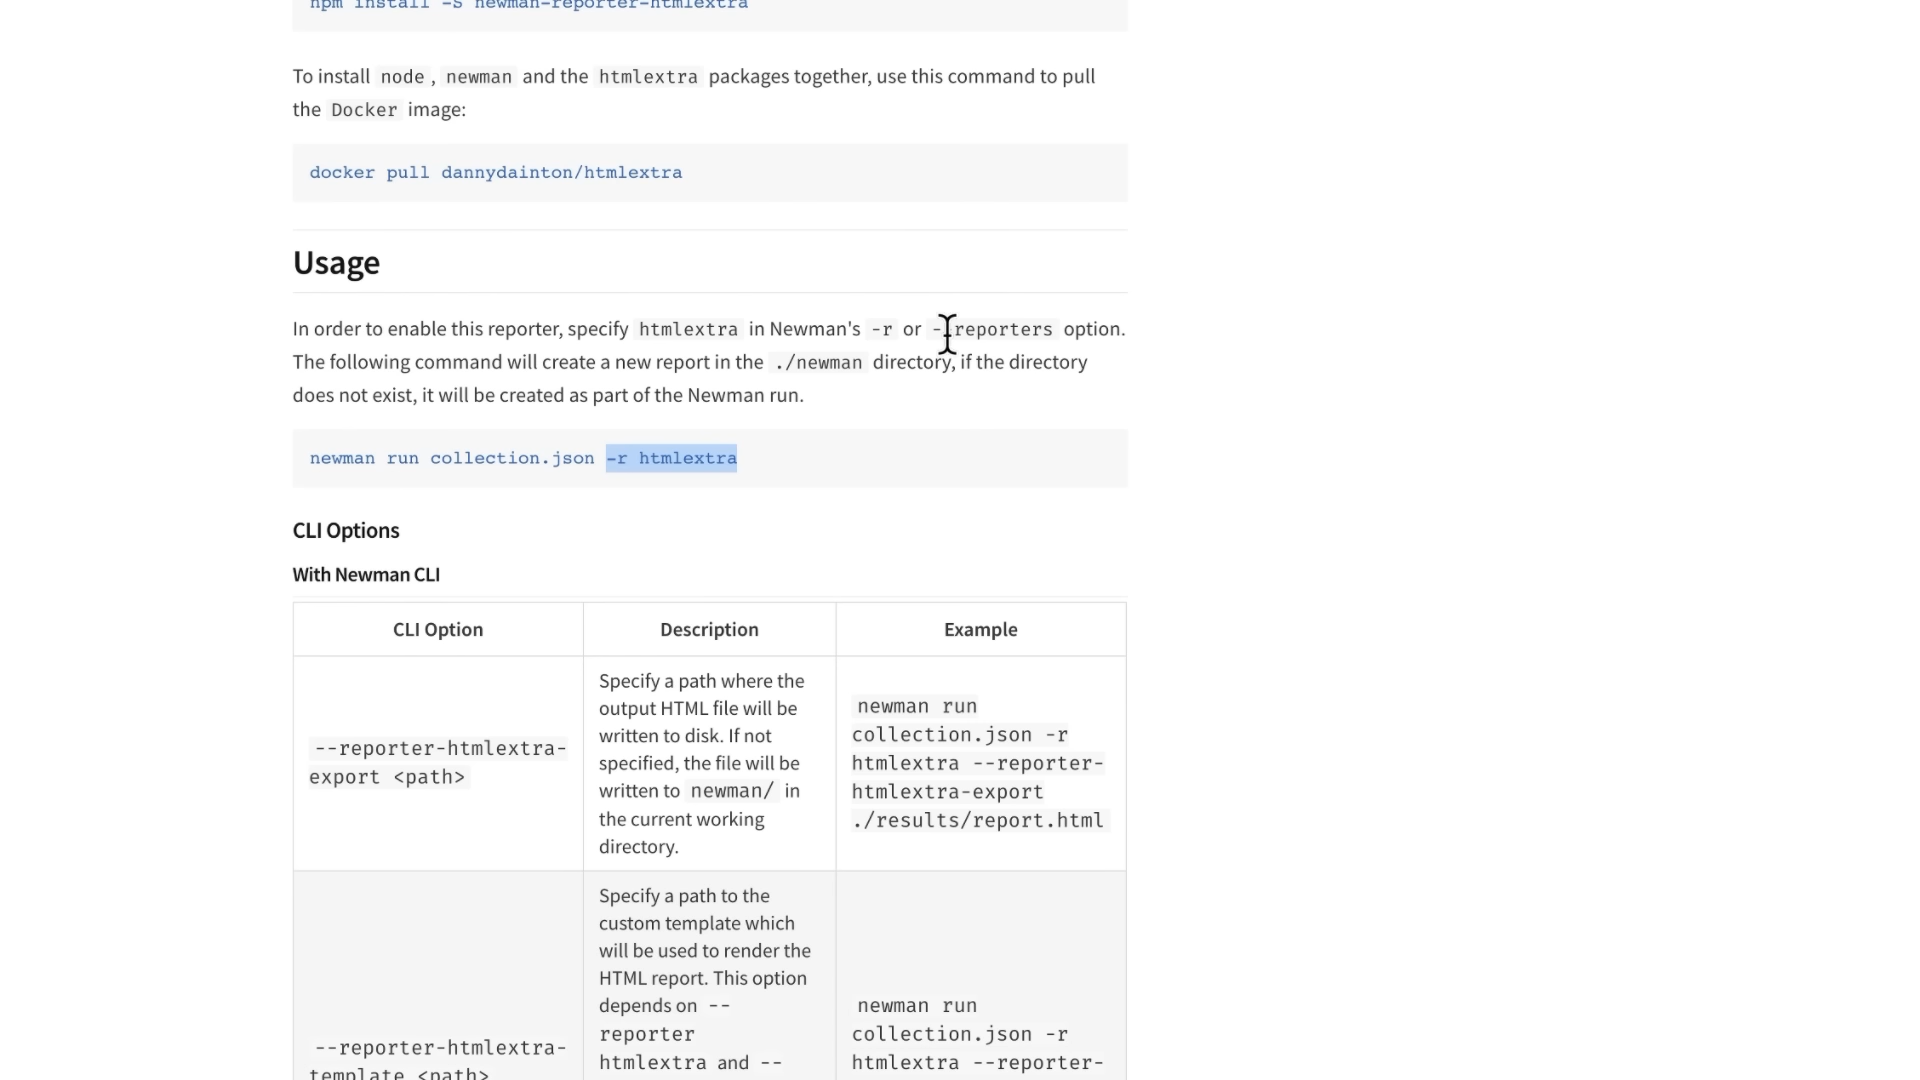 npm install -S newman-reporter-htmlextra
To install node, newman and the htmlextra packages together, use this command to pull
the Docker image:
docker pull dannydainton/htmlextra
Usage
In order to enable this reporter, specify htmlextra in Newman's -r or --reporters option.
The following command will create a new report in the ./newman directory, if the directory
does not exist, it will be created as part of the Newman run.
newman run collection.json -r htmlextra
CLI Options
With Newman CLI
CLI Option Description Example
--reporter-htmlextra-
export <path>
Specify a path where the
output HTML file will be
written to disk. If not
specified, the file will be
written to newman/ in
the current working
directory.
newman run
collection.json -r
htmlextra --reporter-
htmlextra-export
./results/report.html
--reporter-htmlextra-
template <path>
Specify a path to the
custom template which
will be used to render the
HTML report. This option
depends on --
reporter
htmlextra and --
newman run
collection.json -r
htmlextra --reporter-